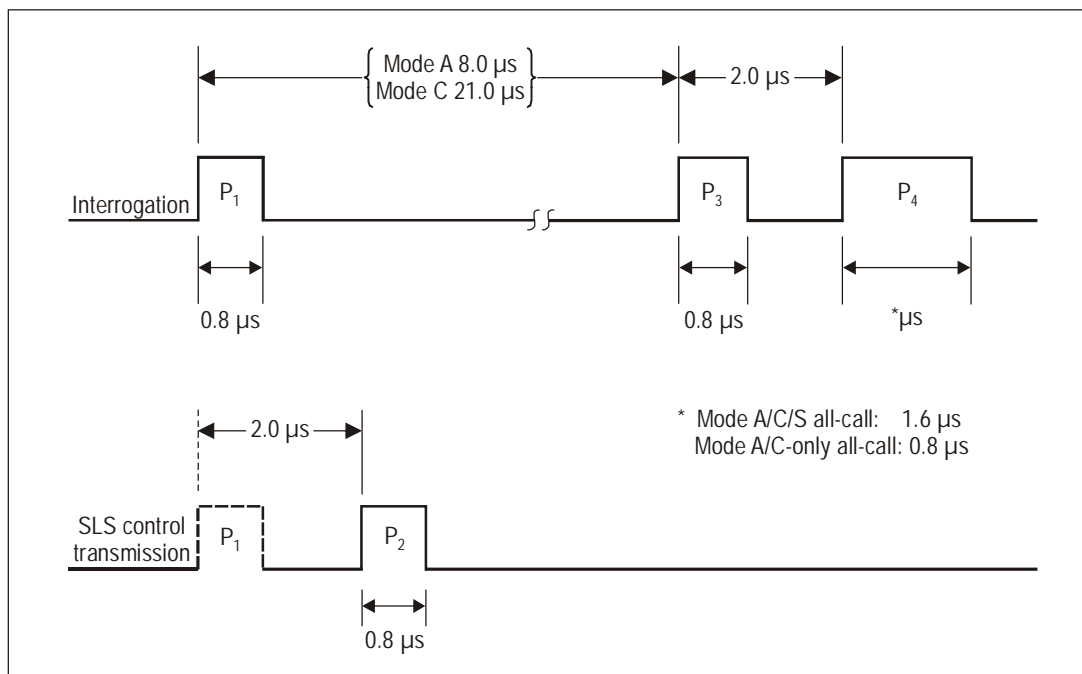 Mode A 8.0 µs
Mode C 21.0 µs
2.0 µs
Interrogation
P₁
P₃
P₄
0.8 µs
0.8 µs
*µs
2.0 µs
* Mode A/C/S all-call: 1.6 µs
Mode A/C-only all-call: 0.8 µs
SLS control
transmission
P₁
P₂
0.8 µs